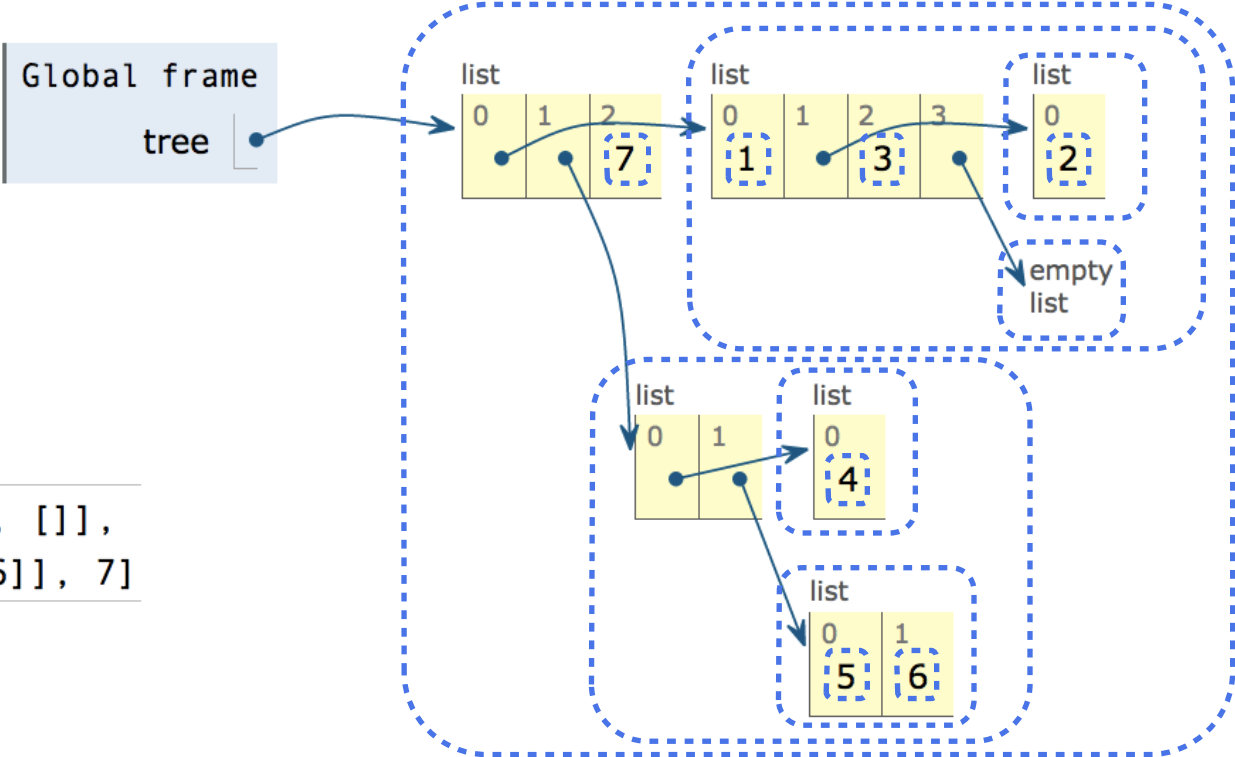 Global frame
tree
list
0 1 2
7
list
0 1 2 3
1 3
list
0
2
empty
list
list
0 1
list
0
4
list
0 1
5 6
, []],
6]], 7]